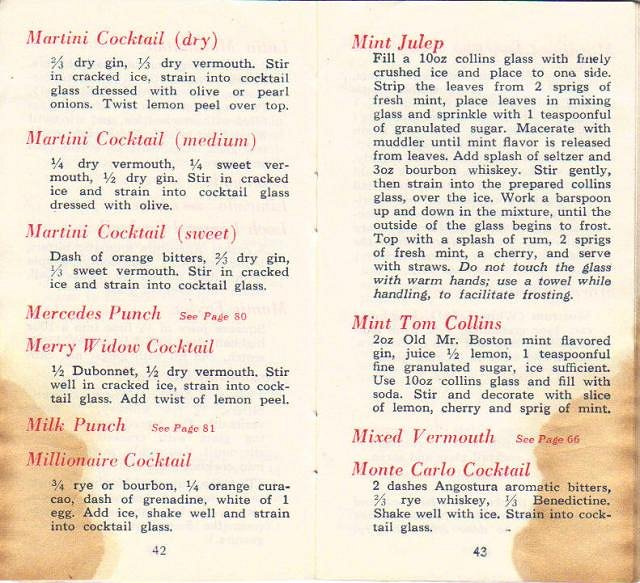 Martini Cocktail (dry)
⅔ dry gin, ⅓ dry vermouth. Stir
in cracked ice, strain into cocktail
glass dressed with olive or pearl
onions. Twist lemon peel over top.
Martini Cocktail (medium)
¼ dry vermouth, ¼ sweet ver-
mouth, ½ dry gin. Stir in cracked
ice and strain into cocktail glass
dressed with olive.
Martini Cocktail (sweet)
Dash of orange bitters, ⅔ dry gin,
⅓ sweet vermouth. Stir in cracked
ice and strain into cocktail glass.
Mercedes Punch See Page 80
Merry Widow Cocktail
½ Dubonnet, ½ dry vermouth. Stir
well in cracked ice, strain into cock-
tail glass. Add twist of lemon peel.
Milk Punch See Page 81
Millionaire Cocktail
¾ rye or bourbon, ¼ orange cura-
cao, dash of grenadine, white of 1
egg. Add ice, shake well and strain
into cocktail glass.
42
Mint Julep
Fill a 10oz collins glass with finely
crushed ice and place to one side.
Strip the leaves from 2 sprigs of
fresh mint, place leaves in mixing
glass and sprinkle with 1 teaspoonful
of granulated sugar. Macerate with
muddler until mint flavor is released
from leaves. Add splash of seltzer and
3oz bourbon whiskey. Stir gently,
then strain into the prepared collins
glass, over the ice. Work a barspoon
up and down in the mixture, until the
outside of the glass begins to frost.
Top with a splash of rum, 2 sprigs
of fresh mint, a cherry, and serve
with straws. Do not touch the glass
with warm hands; use a towel while
handling, to facilitate frosting.
Mint Tom Collins
2oz Old Mr. Boston mint flavored
gin, juice ½ lemon, 1 teaspoonful
fine granulated sugar, ice sufficient.
Use 10oz collins glass and fill with
soda. Stir and decorate with slice
of lemon, cherry and sprig of mint.
Mixed Vermouth See Page 66
Monte Carlo Cocktail
2 dashes Angostura aromatic bitters,
⅔ rye whiskey, ⅓ Benedictine.
Shake well with ice. Strain into cock-
tail glass.
43